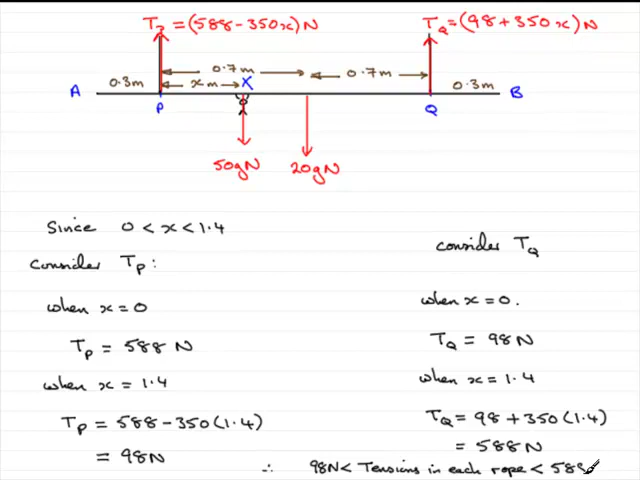 T_P = (588 - 350x)N
T_Q = (98 + 350x)N
0.7m
0.7m
A
0.3m
x m
X
0.3m
B
P
Q
50gN
20gN
Since 0 < x < 1.4
consider T_P :
when x = 0
T_P = 588 N
when x = 1.4
T_P = 588 - 350(1.4)
= 98N
consider T_Q
when x = 0.
T_Q = 98N
when x = 1.4
T_Q = 98 + 350(1.4)
= 588N
∴ 98N < Tensions in each rope < 588